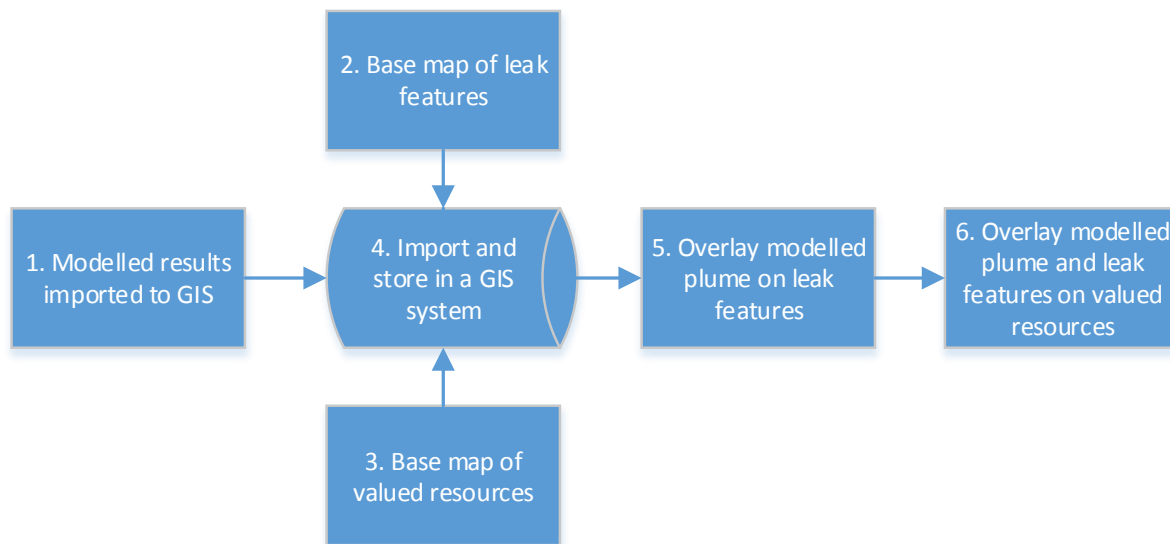 2. Base map of leak
features
1. Modelled results
imported to GIS
4. Import and
store in a GIS
system
5. Overlay modelled
plume on leak
features
6. Overlay modelled
plume and leak
features on valued
resources
3. Base map of
valued resources